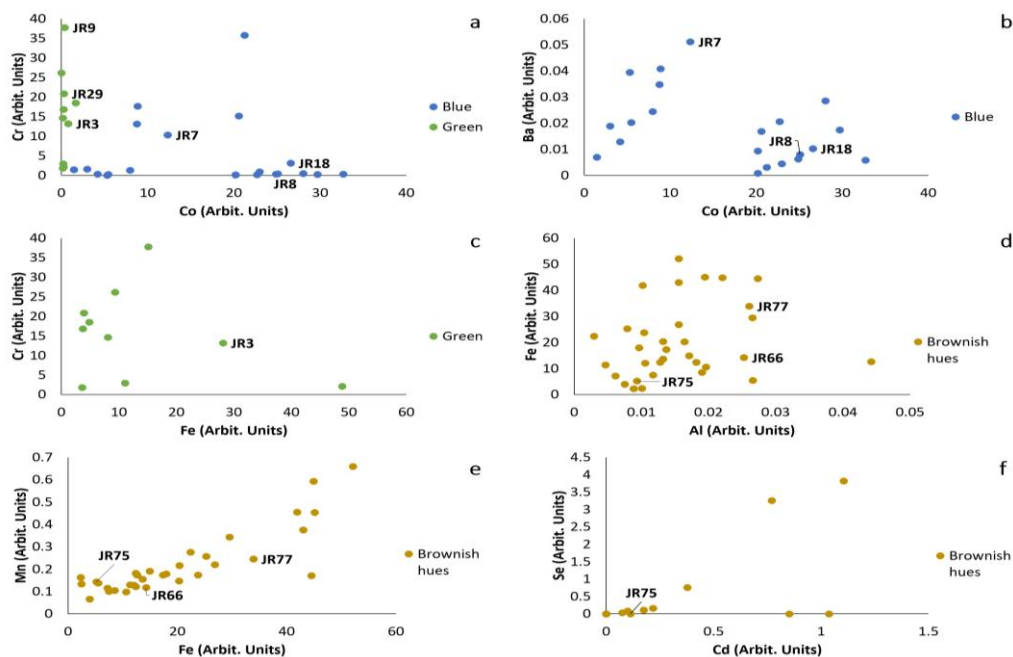 a
Cr (Arbit. Units)
40
35
30
25
20
15
10
5
0
JR9
JR29
JR3
JR7
JR18
JR8
0 10 20 30 40
Co (Arbit. Units)
Blue
Green
b
Ba (Arbit. Units)
0.06
0.05
0.04
0.03
0.02
0.01
0
JR7
JR8
JR18
0 10 20 30 40
Co (Arbit. Units)
Blue
c
Cr (Arbit. Units)
40
35
30
25
20
15
10
5
0
JR3
0 10 20 30 40 50 60
Fe (Arbit. Units)
Green
d
Fe (Arbit. Units)
60
50
40
30
20
10
0
JR77
JR66
JR75
0 0.01 0.02 0.03 0.04 0.05
Al (Arbit. Units)
Brownish
hues
e
Mn (Arbit. Units)
0.7
0.6
0.5
0.4
0.3
0.2
0.1
0
JR75
JR77
JR66
0 20 40 60
Fe (Arbit. Units)
Brownish
hues
f
Se (Arbit. Units)
4.5
4
3.5
3
2.5
2
1.5
1
0.5
0
JR75
0 0.5 1 1.5
Cd (Arbit. Units)
Brownish
hues